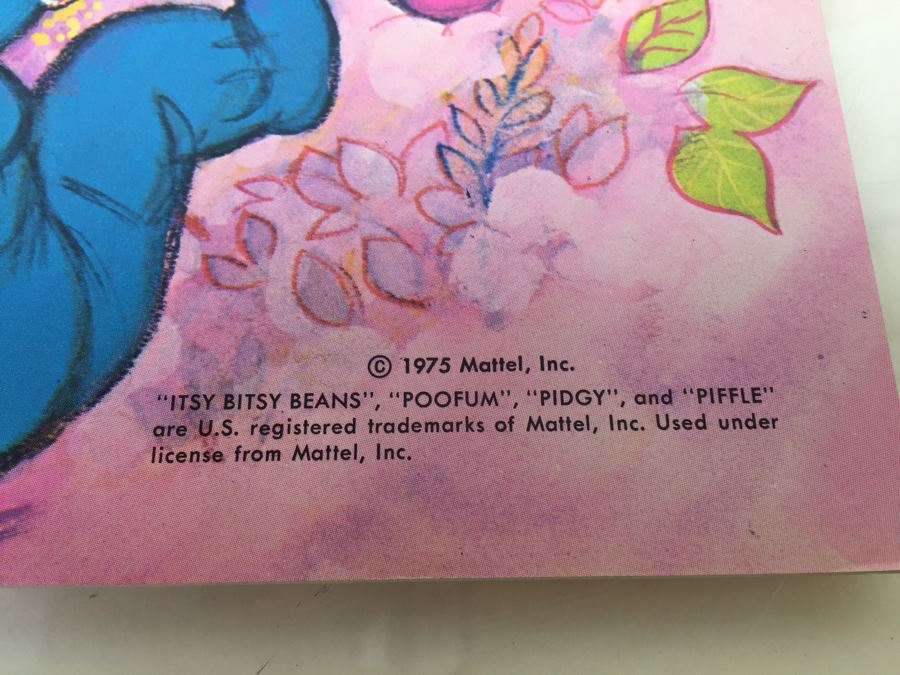 © 1975 Mattel, Inc.
“ITSY BITSY BEANS”, “POOFUM”, “PIDGY”, and “PIFFLE”
are U.S. registered trademarks of Mattel, Inc. Used under
license from Mattel, Inc.